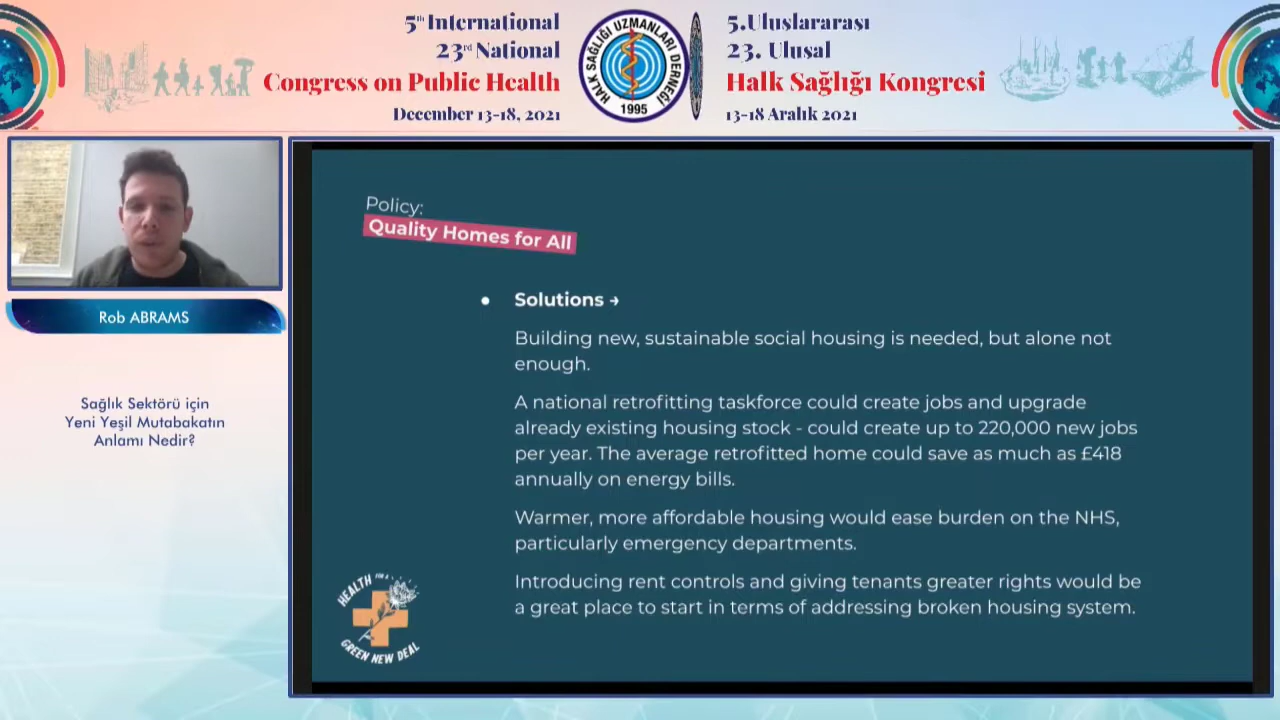 5th International
23rd National
Congress on Public Health
December 13-18, 2021
HALK SAĞLIĞI UZMANLARI DERNEĞİ
1995
5.Uluslararası
23. Ulusal
Halk Sağlığı Kongresi
13-18 Aralık 2021
Rob ABRAMS
Sağlık Sektörü için
Yeni Yeşil Mutabakatın
Anlamı Nedir?
Policy:
Quality Homes for All
● Solutions →
Building new, sustainable social housing is needed, but alone not
enough.
A national retrofitting taskforce could create jobs and upgrade
already existing housing stock - could create up to 220,000 new jobs
per year. The average retrofitted home could save as much as £418
annually on energy bills.
Warmer, more affordable housing would ease burden on the NHS,
particularly emergency departments.
Introducing rent controls and giving tenants greater rights would be
a great place to start in terms of addressing broken housing system.
HEALTH FOR A
GREEN NEW DEAL